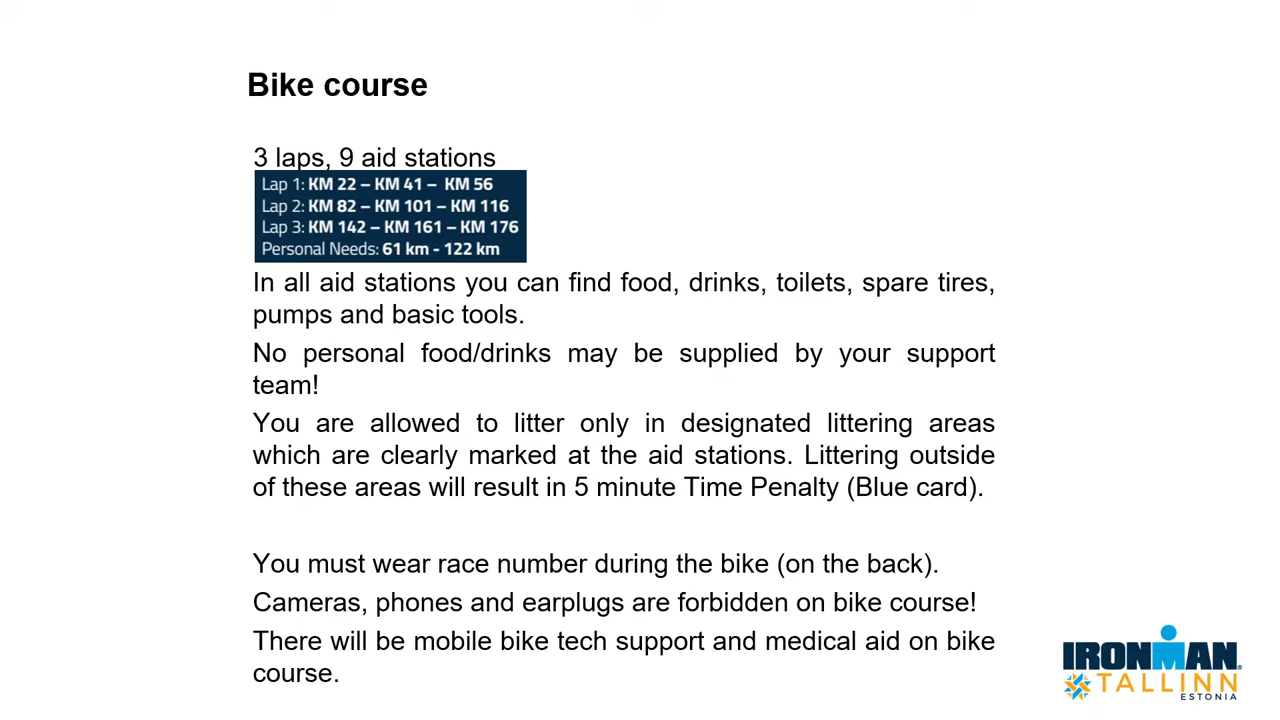 Bike course
3 laps, 9 aid stations
Lap 1: KM 22 – KM 41 – KM 56
Lap 2: KM 82 – KM 101 – KM 116
Lap 3: KM 142 – KM 161 – KM 176
Personal Needs: 61 km - 122 km
In all aid stations you can find food, drinks, toilets, spare tires,
pumps and basic tools.
No personal food/drinks may be supplied by your support
team!
You are allowed to litter only in designated littering areas
which are clearly marked at the aid stations. Littering outside
of these areas will result in 5 minute Time Penalty (Blue card).
You must wear race number during the bike (on the back).
Cameras, phones and earplugs are forbidden on bike course!
There will be mobile bike tech support and medical aid on bike
course.
IRONMAN®
TALLINN
ESTONIA